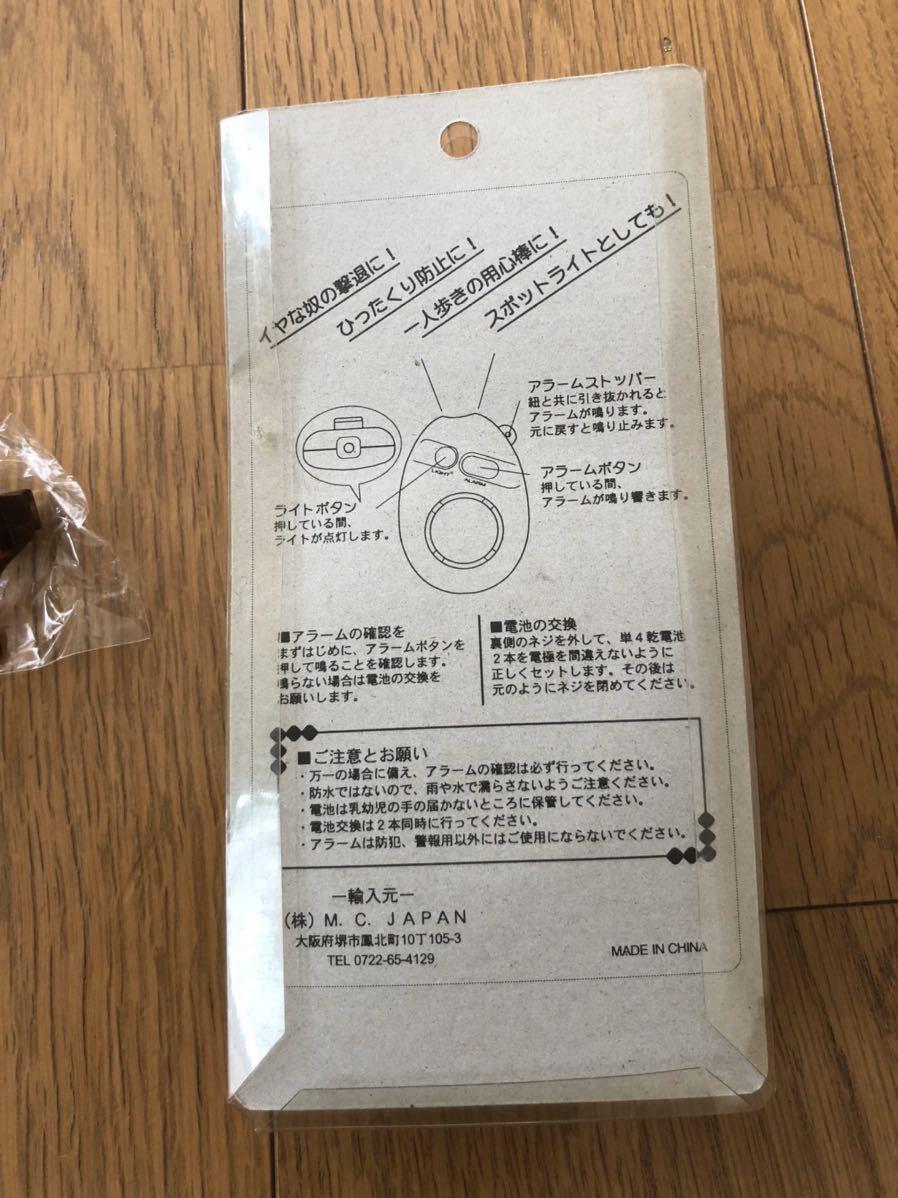 イヤな奴の撃退に!
ひったくり防止に!
一人歩きの用心棒に!
スポットライトとしても!
アラームストッパー
紐と共に引き抜かれると
アラームが鳴ります。
元に戻すと鳴り止みます。
LIGHT
ALARM
アラームボタン
押している間、
アラームが鳴り響きます。
ライトボタン
押している間、
ライトが点灯します。
■アラームの確認を
まずはじめに、アラームボタンを
押して鳴ることを確認します。
鳴らない場合は電池の交換を
お願いします。
■電池の交換
裏側のネジを外して、単4乾電池
2本を電極を間違えないように
正しくセットします。その後は
元のようにネジを閉めてください。
■ご注意とお願い
・万一の場合に備え、アラームの確認は必ず行ってください。
・防水ではないので、雨や水で濡らさないようご注意ください。
・電池は乳幼児の手の届かないところに保管してください。
・電池交換は2本同時に行ってください。
・アラームは防犯、警報用以外にはご使用にならないでください。
―輸入元―
(株) M. C. JAPAN
大阪府堺市鳳北町10丁105-3
TEL 0722-65-4129
MADE IN CHINA